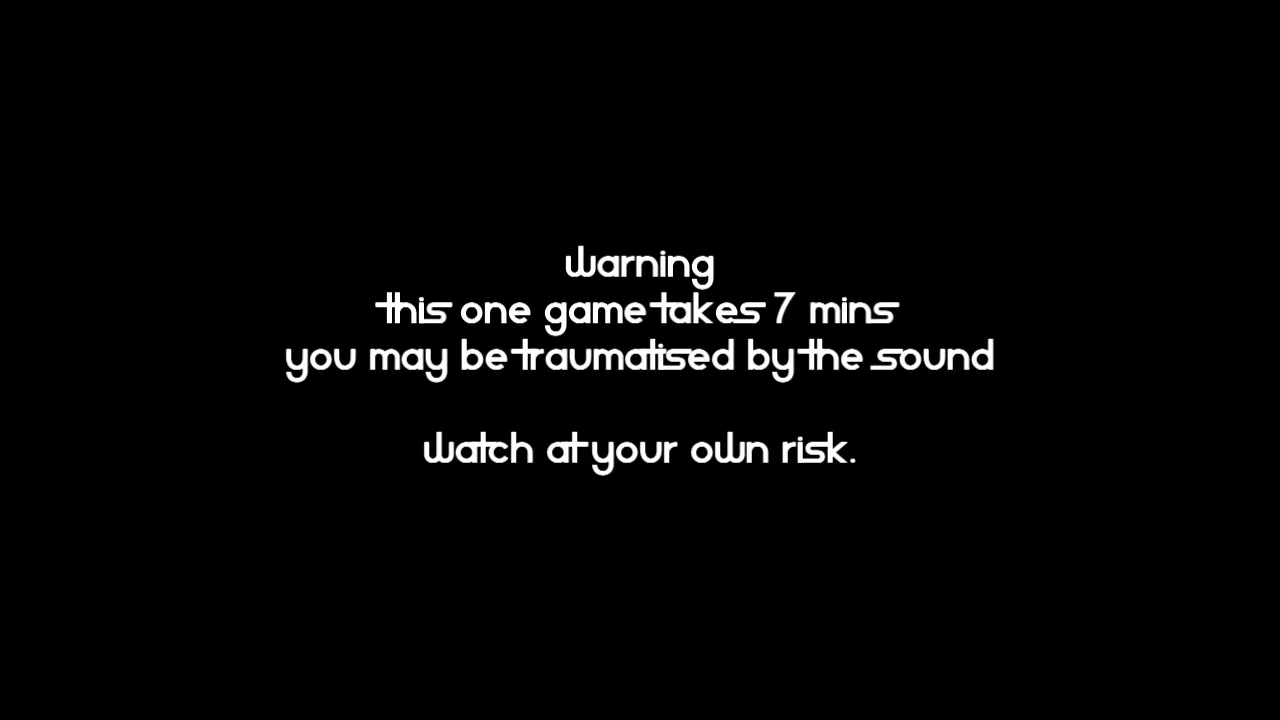 warning
this one game takes 7 mins
you may be traumatised by the sound
watch at your own risk.